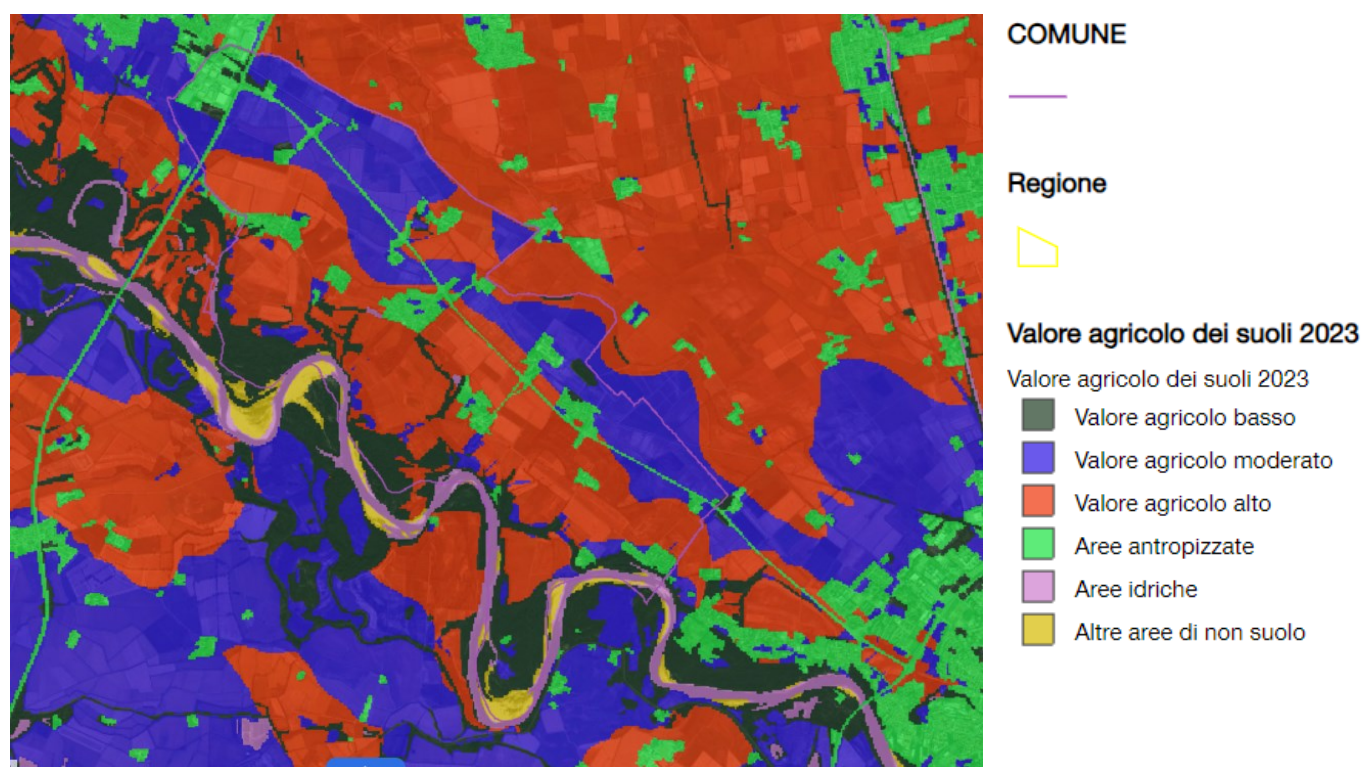 COMUNE
Regione
Valore agricolo dei suoli 2023
Valore agricolo dei suoli 2023
Valore agricolo basso
Valore agricolo moderato
Valore agricolo alto
Aree antropizzate
Aree idriche
Altre aree di non suolo